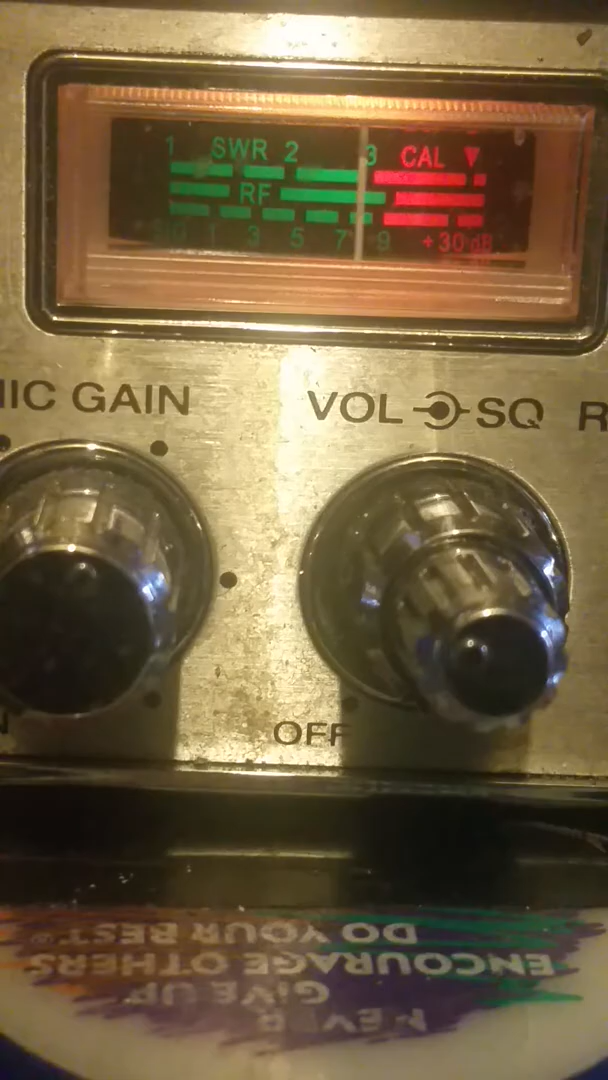 1 SWR 2 3 CAL
RF
SIG 1 3 5 7 9 +30 dB
MIC GAIN
VOL SQ R
OFF
NEVER
GIVE UP
ENCOURAGE OTHERS
DO YOUR BEST®